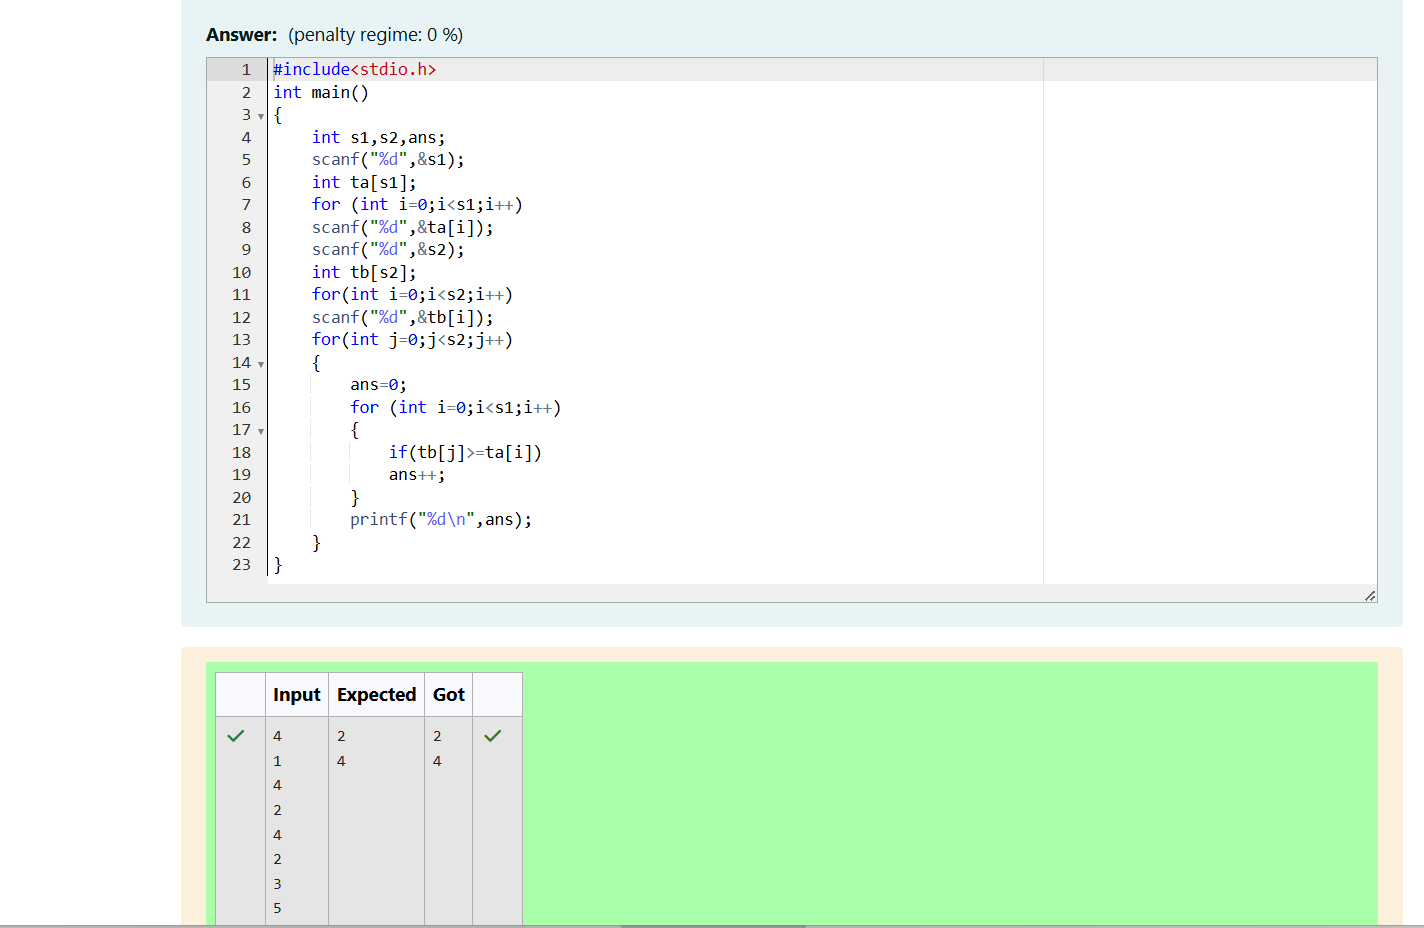 Answer: (penalty regime: 0 %)
1 #include<stdio.h>
2 int main()
3 {
4     int s1,s2,ans;
5     scanf("%d",&s1);
6     int ta[s1];
7     for (int i=0;i<s1;i++)
8     scanf("%d",&ta[i]);
9     scanf("%d",&s2);
10     int tb[s2];
11     for(int i=0;i<s2;i++)
12     scanf("%d",&tb[i]);
13     for(int j=0;j<s2;j++)
14     {
15         ans=0;
16         for (int i=0;i<s1;i++)
17         {
18             if(tb[j]>=ta[i])
19             ans++;
20         }
21         printf("%d\n",ans);
22     }
23 }
Input Expected Got
4 2 2
1 4 4
4
2
4
2
3
5